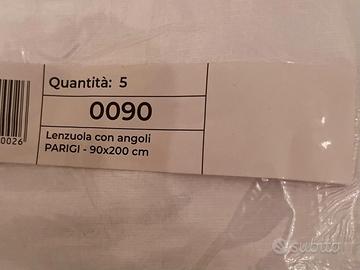 Quantità: 5
0090
0026
Lenzuola con angoli
PARIGI - 90x200 cm
subito